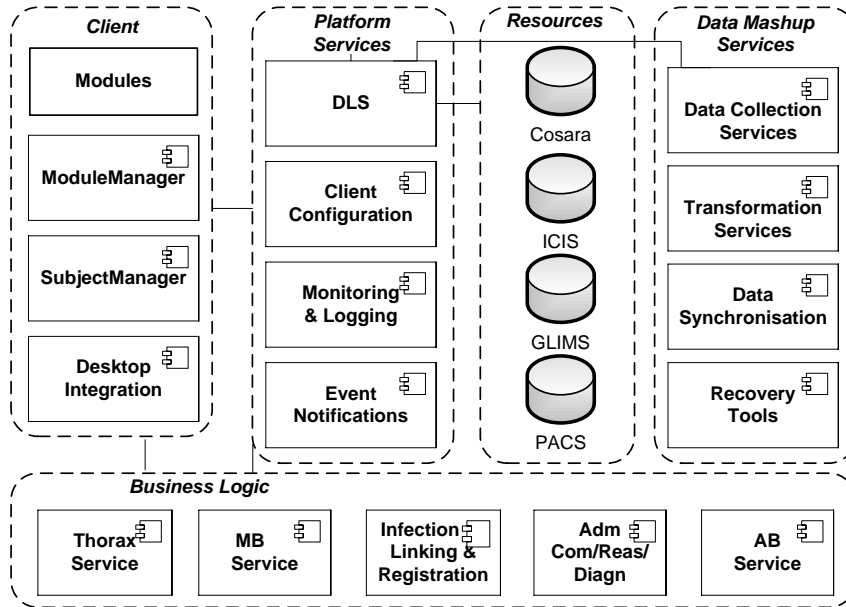 Client
Modules
ModuleManager
SubjectManager
Desktop
Integration
Platform
Services
DLS
Client
Configuration
Monitoring
& Logging
Event
Notifications
Resources
Cosara
ICIS
GLIMS
PACS
Data Mashup
Services
Data Collection
Services
Transformation
Services
Data
Synchronisation
Recovery
Tools
Business Logic
Thorax
Service
MB
Service
Infection
Linking &
Registration
Adm
Com/Reas/
Diagn
AB
Service